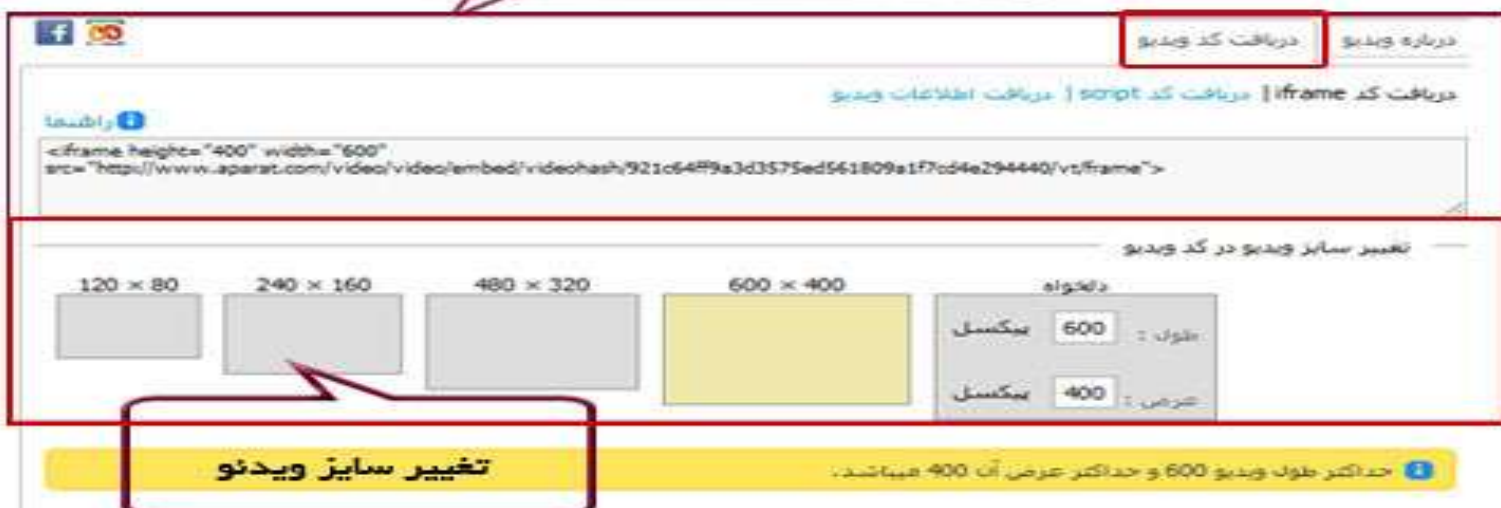 درباره ویدیو دریافت کد ویدیو
دریافت کد iframe | دریافت کد script | دریافت اطلاعات ویدیو
راهنما
<iframe height="400" width="600"
src="http://www.aparat.com/video/video/embed/videohash/921c64ff9a3d3575ed561809a1f7cd4e294440/vt/frame">
تغییر سایز ویدیو در کد ویدیو
120 × 80 240 × 160 480 × 320 600 × 400 دلخواه
طول : 600 پیکسل
عرض : 400 پیکسل
تغییر سایز ویدئو
حداکثر طول ویدیو 600 و حداکثر عرض آن 400 میباشد.